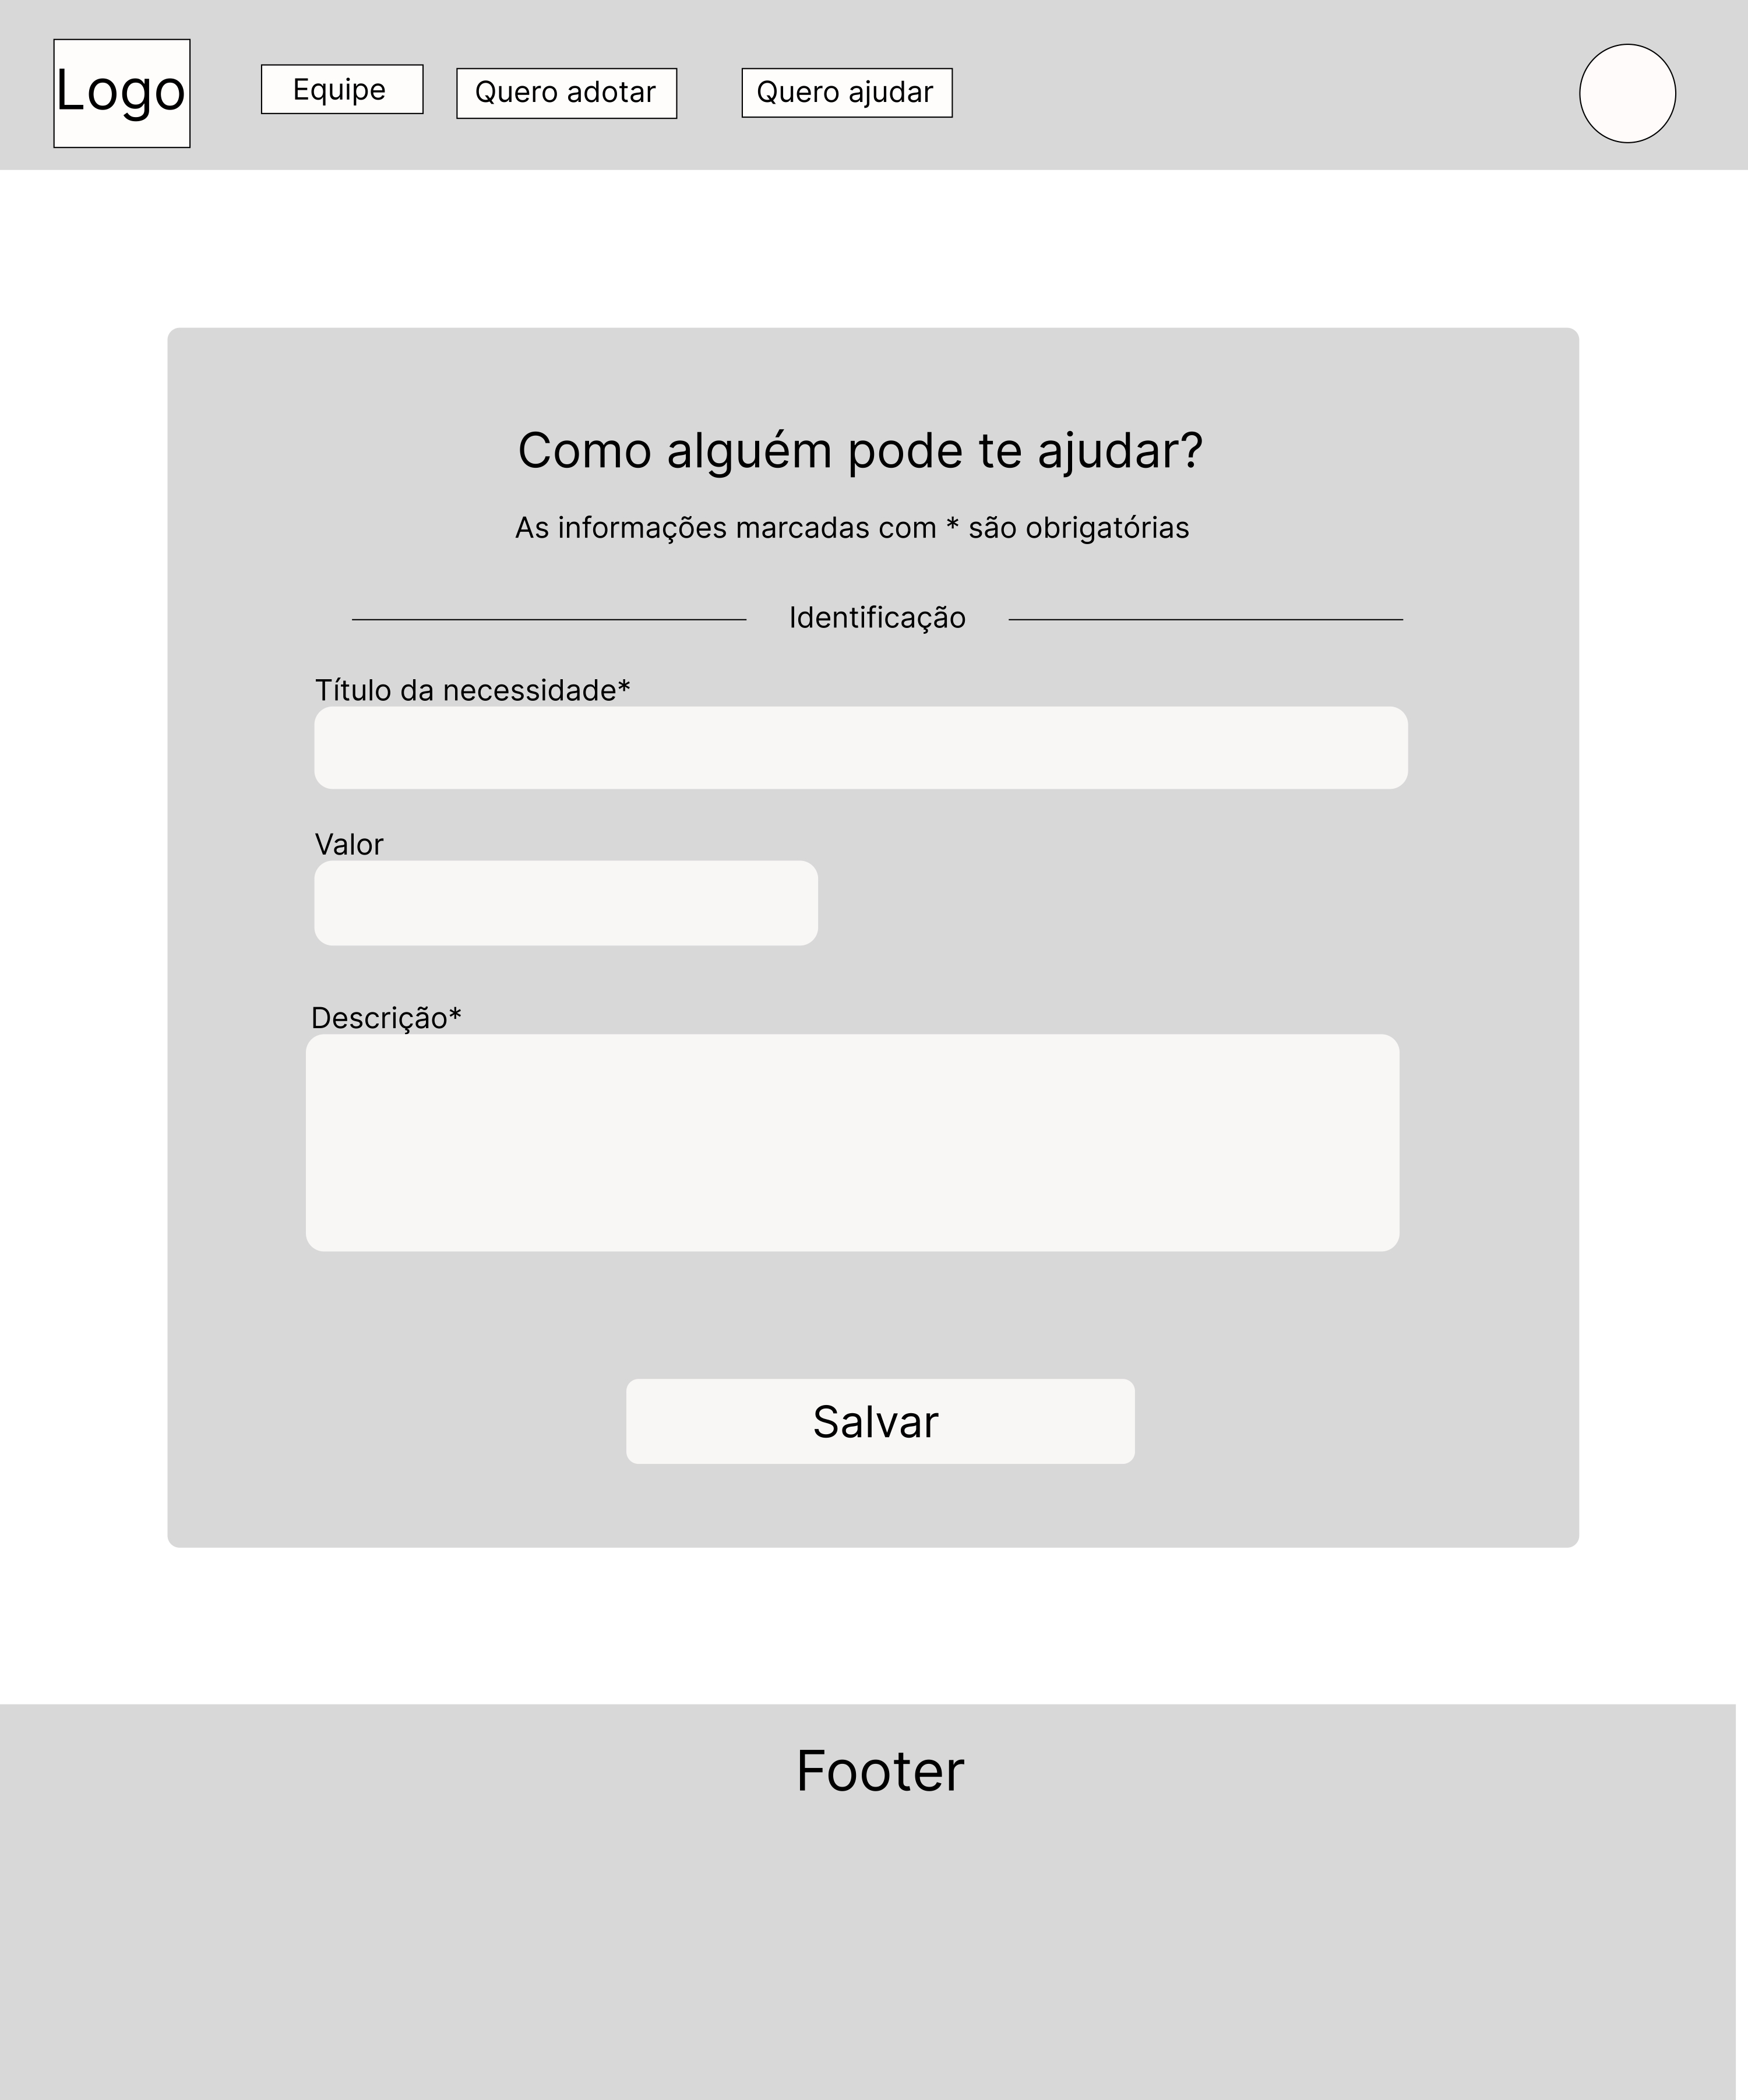 Logo
Equipe
Quero adotar
Quero ajudar
Como alguém pode te ajudar?
As informações marcadas com * são obrigatórias
Identificação
Título da necessidade*
Valor
Descrição*
Salvar
Footer